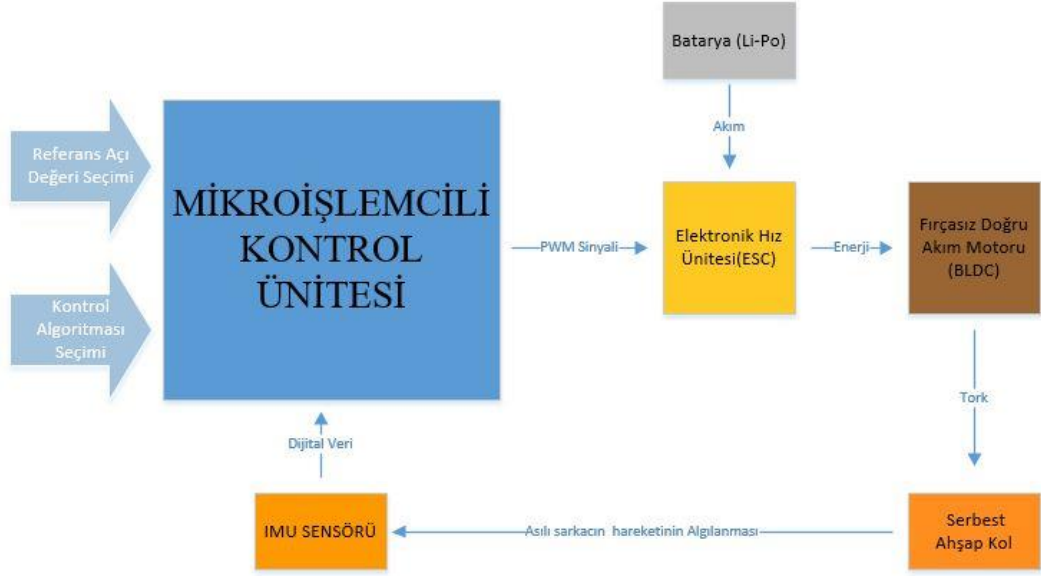 Batarya (Li-Po)
Akım
Referans Açı
Değeri Seçimi
MİKROİŞLEMCİLİ
KONTROL
ÜNİTESİ
PWM Sinyali
Elektronik Hız
Ünitesi(ESC)
Enerji
Fırçasız Doğru
Akım Motoru
(BLDC)
Kontrol
Algoritması
Seçimi
Tork
Dijital Veri
IMU SENSÖRÜ
Asılı sarkacın hareketinin Algılanması
Serbest
Ahşap Kol